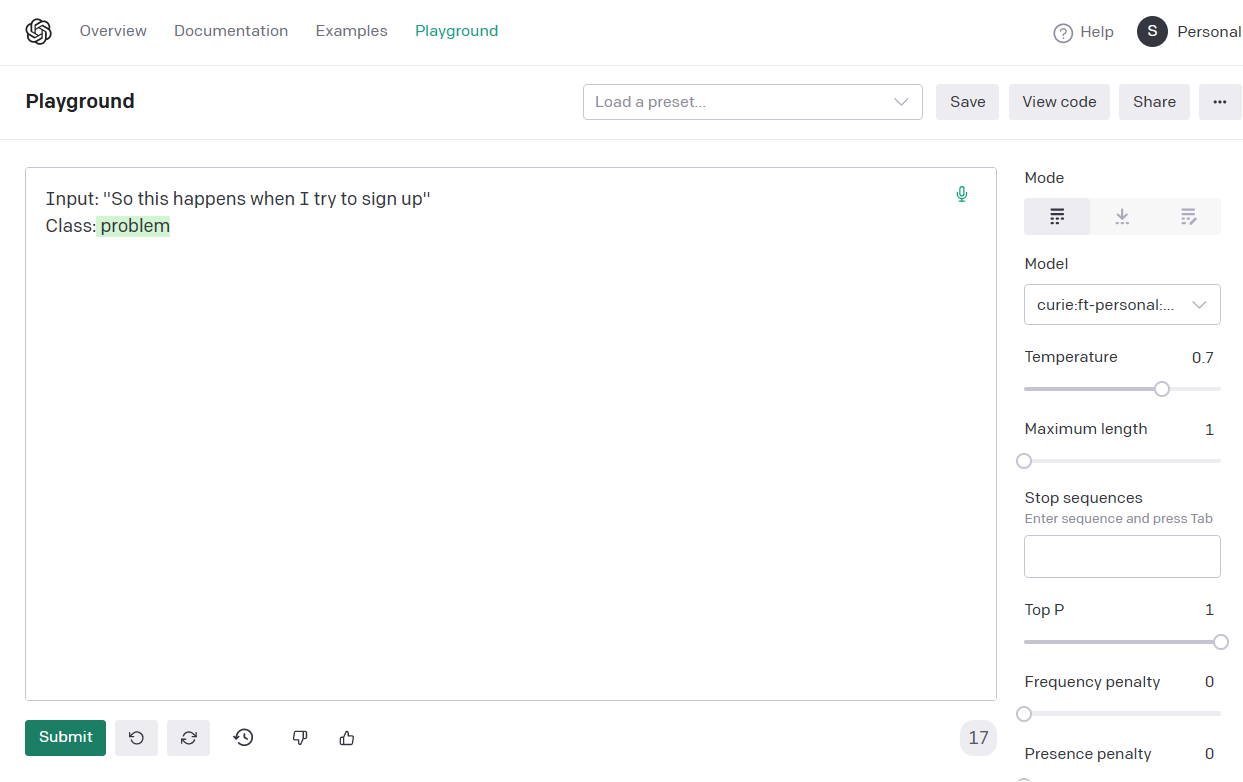 Overview Documentation Examples Playground Help S Personal
Playground Load a preset... Save View code Share ...
Input: "So this happens when I try to sign up"
Class: problem
Mode
Model
curie:ft-personal:...
Temperature 0.7
Maximum length 1
Stop sequences
Enter sequence and press Tab
Top P 1
Frequency penalty 0
Presence penalty 0
Submit 17